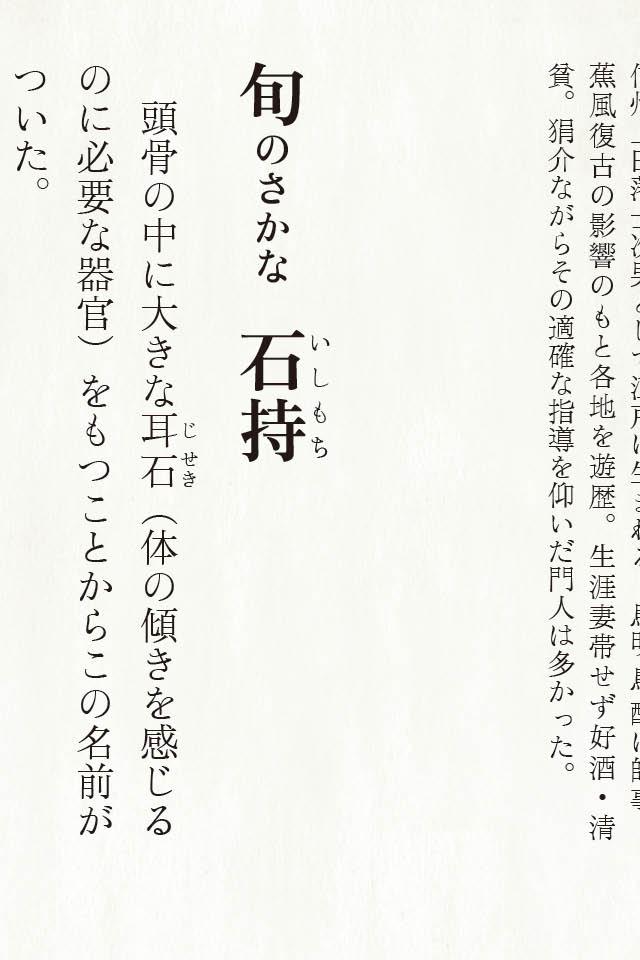 蕉風復古の影響のもと各地を遊歴。生涯妻帯せず好酒・清
貧。狷介ながらその適確な指導を仰いだ門人は多かった。
旬のさかな 石持
いしもち
頭骨の中に大きな耳石(体の傾きを感じる
じせき
のに必要な器官)をもつことからこの名前が
ついた。